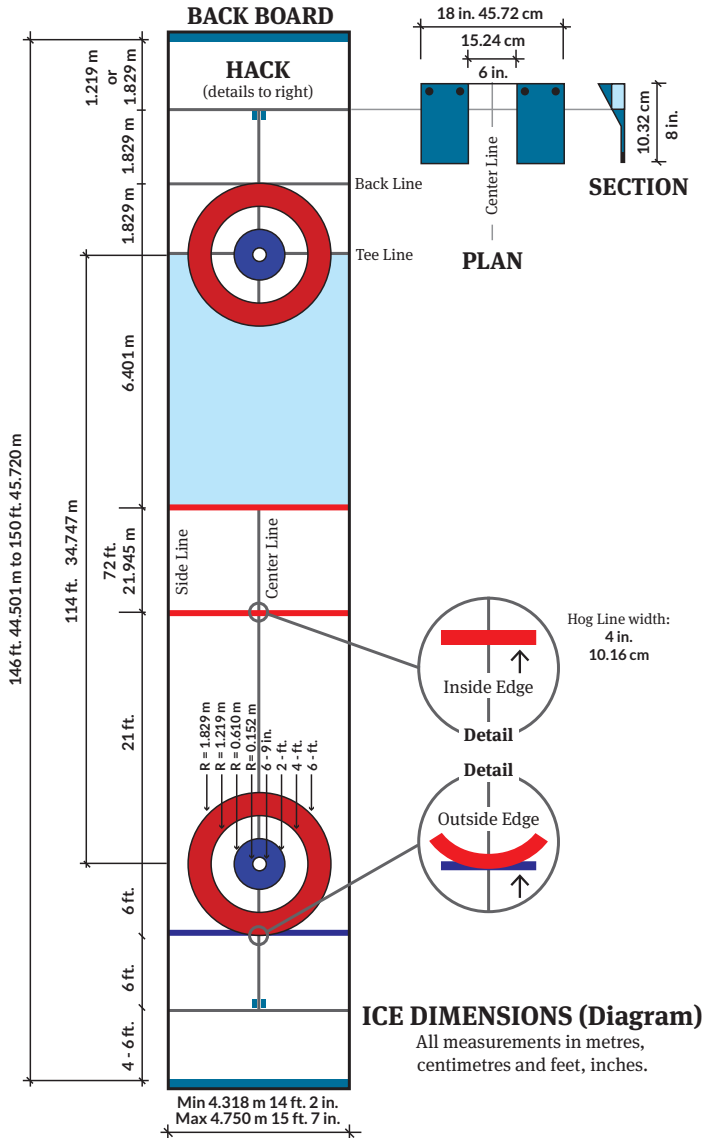 BACK BOARD
HACK
(details to right)
18 in. 45.72 cm
15.24 cm
6 in.
10.32 cm
8 in.
Center Line
SECTION
PLAN
Back Line
Tee Line
1.219 m
or
1.829 m
1.829 m
1.829 m
6.401 m
146 ft. 44.501 m to 150 ft. 45.720 m
114 ft. 34.747 m
72 ft.
21.945 m
Side Line
Center Line
Hog Line width:
4 in.
10.16 cm
Inside Edge
Detail
Detail
Outside Edge
21 ft.
R = 1.829 m
R = 1.219 m
R = 0.610 m
R= 0.152 m
6 - 9 in.
2 - ft.
4 - ft.
6 - ft.
6 ft.
6 ft.
4 - 6 ft.
ICE DIMENSIONS (Diagram)
All measurements in metres,
centimetres and feet, inches.
Min 4.318 m 14 ft. 2 in.
Max 4.750 m 15 ft. 7 in.